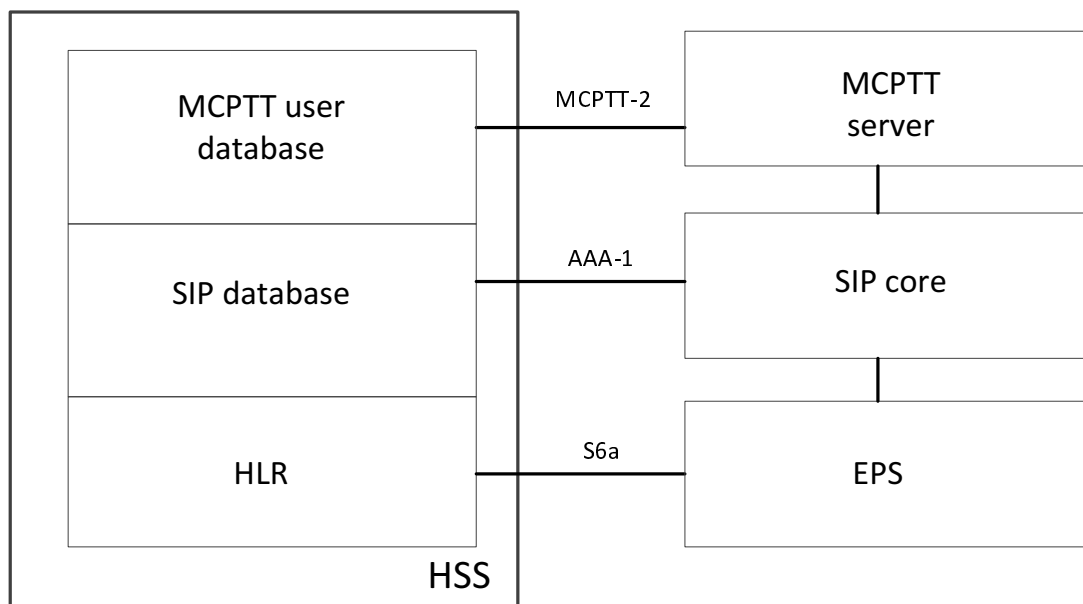 MCPTT user
database
MCPTT-2
MCPTT
server
SIP database
AAA-1
SIP core
HLR
S6a
EPS
HSS